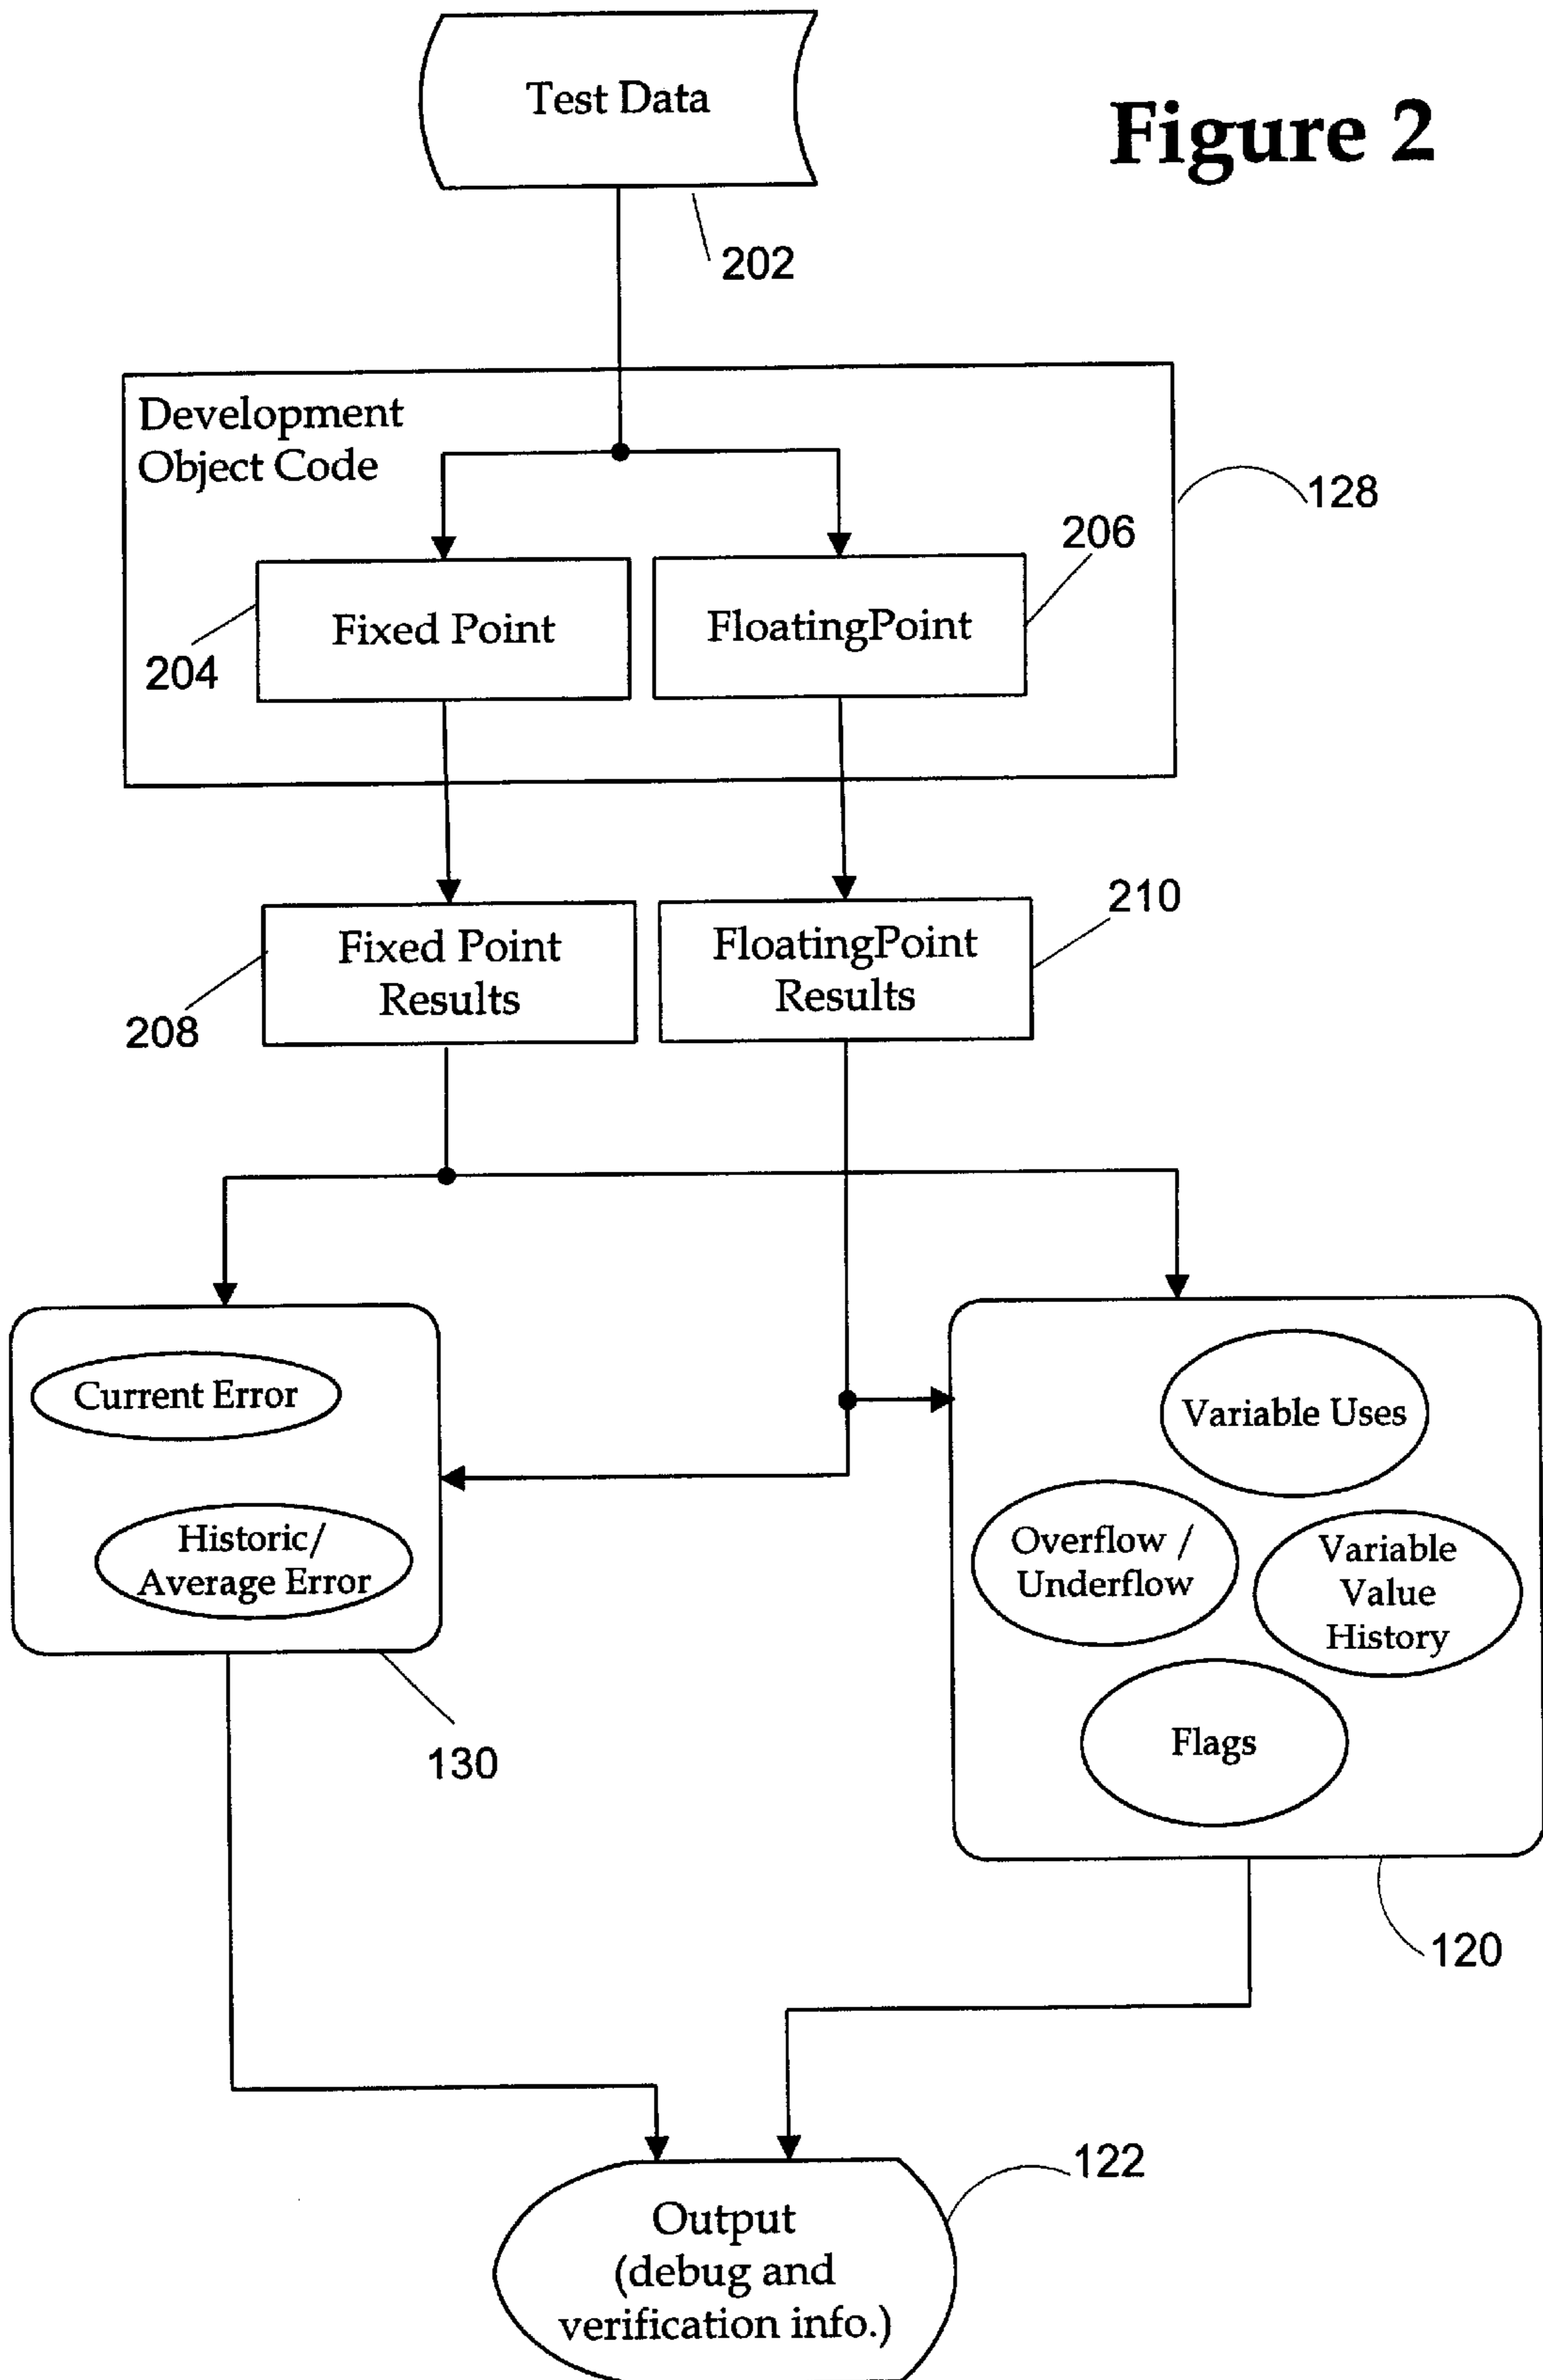 Test Data
Figure 2
202
Development
Object Code
128
206
Fixed Point
FloatingPoint
204
210
Fixed Point
Results
FloatingPoint
Results
208
Current Error
Historic/
Average Error
Variable Uses
Overflow /
Underflow
Variable
Value
History
Flags
130
120
122
Output
(debug and
verification info.)